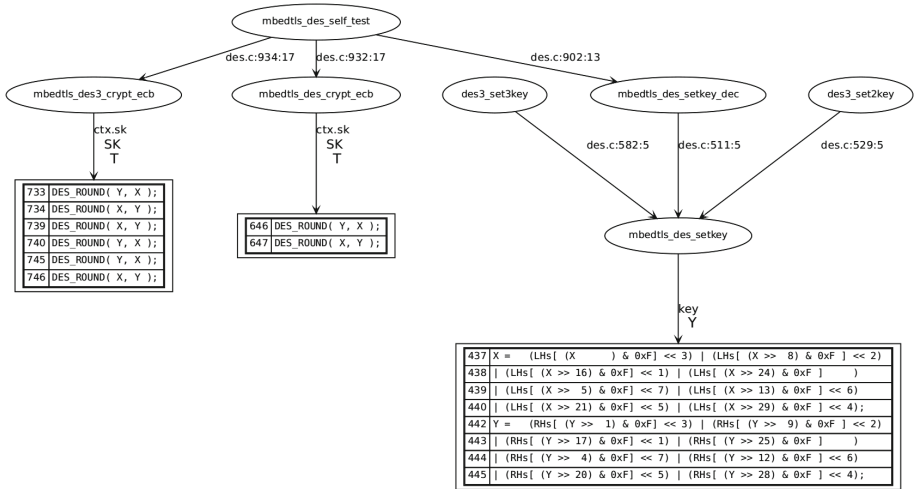 mbedtls_des_self_test
des.c:934:17
des.c:932:17
des.c:902:13
mbedtls_des3_crypt_ecb
mbedtls_des_crypt_ecb
des3_set3key
mbedtls_des_setkey_dec
des3_set2key
ctx.sk
SK
T
ctx.sk
SK
T
des.c:582:5
des.c:511:5
des.c:529:5
733 DES_ROUND( Y, X );
734 DES_ROUND( X, Y );
739 DES_ROUND( X, Y );
740 DES_ROUND( Y, X );
745 DES_ROUND( Y, X );
746 DES_ROUND( X, Y );
646 DES_ROUND( Y, X );
647 DES_ROUND( X, Y );
mbedtls_des_setkey
key
Y
437 X =   (LHs[ (X      ) & 0xF] << 3) | (LHs[ (X >>  8) & 0xF ] << 2)
438 | (LHs[ (X >> 16) & 0xF] << 1) | (LHs[ (X >> 24) & 0xF ]     )
439 | (LHs[ (X >>  5) & 0xF] << 7) | (LHs[ (X >> 13) & 0xF ] << 6)
440 | (LHs[ (X >> 21) & 0xF] << 5) | (LHs[ (X >> 29) & 0xF ] << 4);
442 Y =   (RHs[ (Y >>  1) & 0xF] << 3) | (RHs[ (Y >>  9) & 0xF ] << 2)
443 | (RHs[ (Y >> 17) & 0xF] << 1) | (RHs[ (Y >> 25) & 0xF ]     )
444 | (RHs[ (Y >>  4) & 0xF] << 7) | (RHs[ (Y >> 12) & 0xF ] << 6)
445 | (RHs[ (Y >> 20) & 0xF] << 5) | (RHs[ (Y >> 28) & 0xF ] << 4);